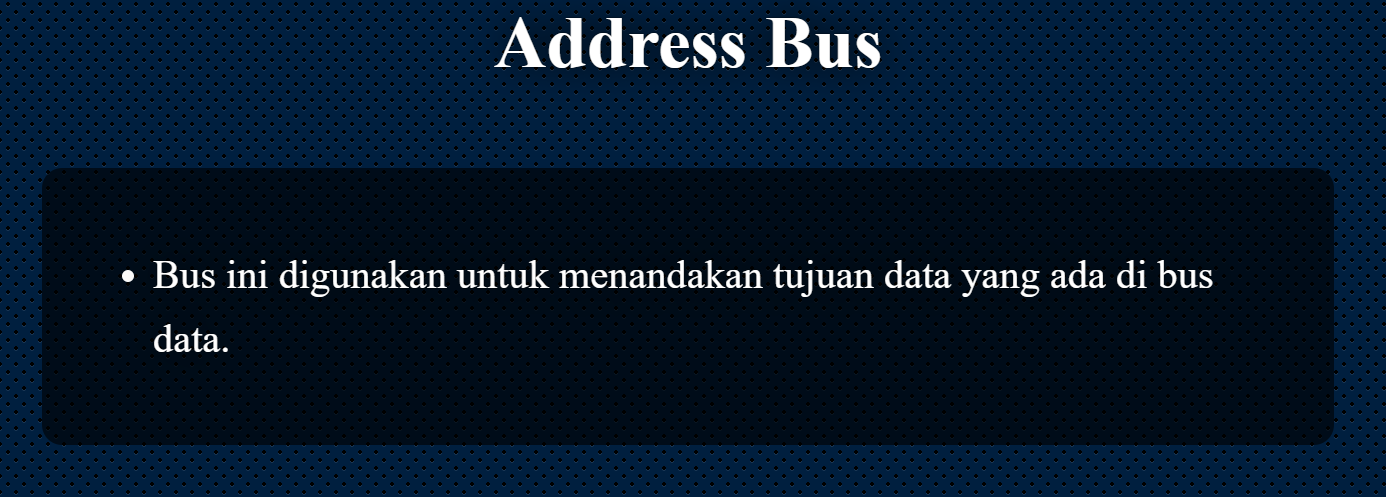 Address Bus
• Bus ini digunakan untuk menandakan tujuan data yang ada di bus
data.